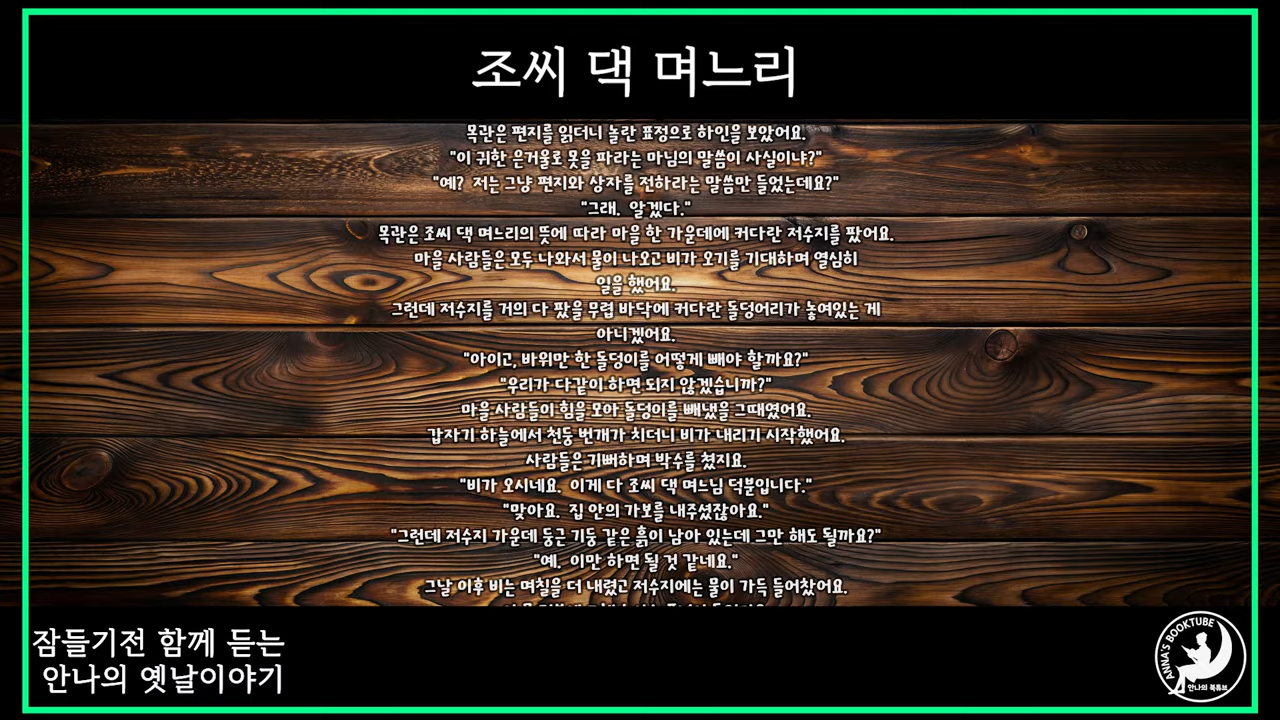 조씨 댁 며느리
목관은 편지를 읽더니 놀란 표정으로 하인을 보았어요.
"이 귀한 은거울로 못을 파라는 마님의 말씀이 사실이냐?"
"예? 저는 그냥 편지와 상자를 전하라는 말씀만 들었는데요?"
"그래. 알겠다."
목관은 조씨 댁 며느리의 뜻에 따라 마을 한 가운데에 커다란 저수지를 팠어요.
마을 사람들은 모두 나와서 물이 나오고 비가 오기를 기대하며 열심히
일을 했어요.
그런데 저수지를 거의 다 팠을 무렵 바닥에 커다란 돌덩어리가 놓여있는 게
아니겠어요.
"아이고, 바위만 한 돌덩이를 어떻게 빼야 할까요?"
"우리가 다같이 하면 되지 않겠습니까?"
마을 사람들이 힘을 모아 돌덩이를 빼냈을 그때였어요.
갑자기 하늘에서 천둥 번개가 치더니 비가 내리기 시작했어요.
사람들은 기뻐하며 박수를 쳤지요.
"비가 오시네요. 이게 다 조씨 댁 며느님 덕분입니다."
"맞아요. 집 안의 가보를 내주셨잖아요."
"그런데 저수지 가운데 둥근 기둥 같은 흙이 남아 있는데 그만 해도 될까요?"
"예. 이만 하면 될 것 같네요."
그날 이후 비는 며칠을 더 내렸고 저수지에는 물이 가득 들어찼어요.
잠들기전 함께 듣는
안나의 옛날이야기
ANNA'S BOOKTUBE
안나의 북튜브